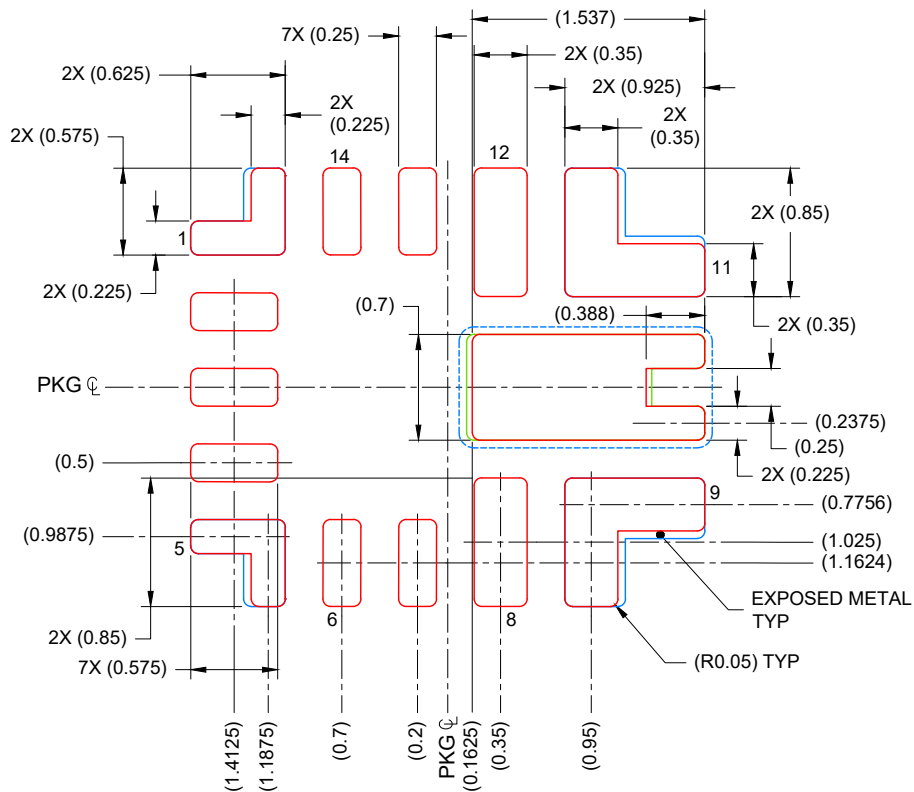 (1.537)
7X (0.25)
2X (0.35)
2X (0.625)
2X (0.925)
2X
(0.225)
2X
(0.35)
2X (0.575)
14
12
2X (0.85)
1
11
2X (0.225)
(0.7)
(0.388)
2X (0.35)
PKG ℄
(0.2375)
(0.25)
(0.5)
2X (0.225)
9
(0.7756)
(0.9875)
5
(1.025)
(1.1624)
EXPOSED METAL
TYP
6
8
2X (0.85)
(R0.05) TYP
7X (0.575)
(1.4125)
(1.1875)
(0.7)
(0.2)
PKG ℄
(0.1625)
(0.35)
(0.95)